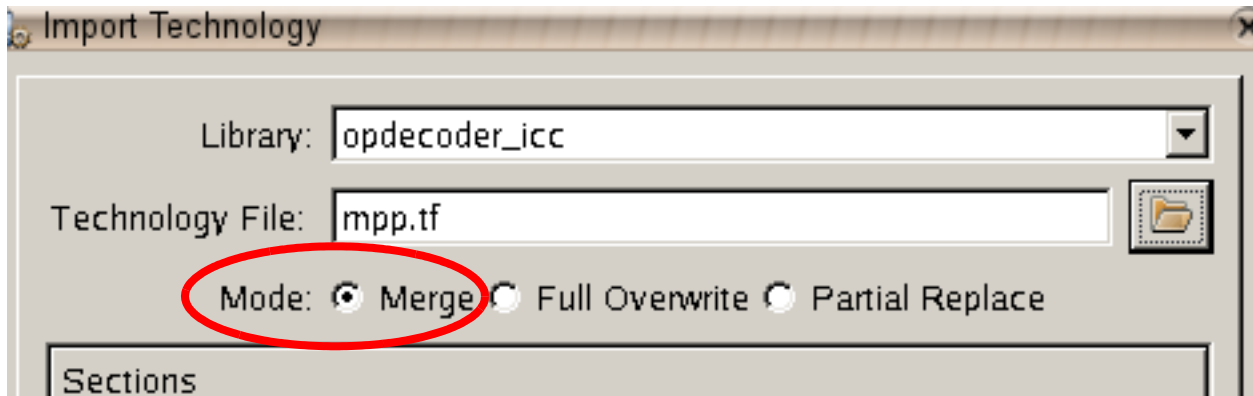 Import Technology
Library: opdecoder_icc
Technology File: mpp.tf
Mode: Merge Full Overwrite Partial Replace
Sections